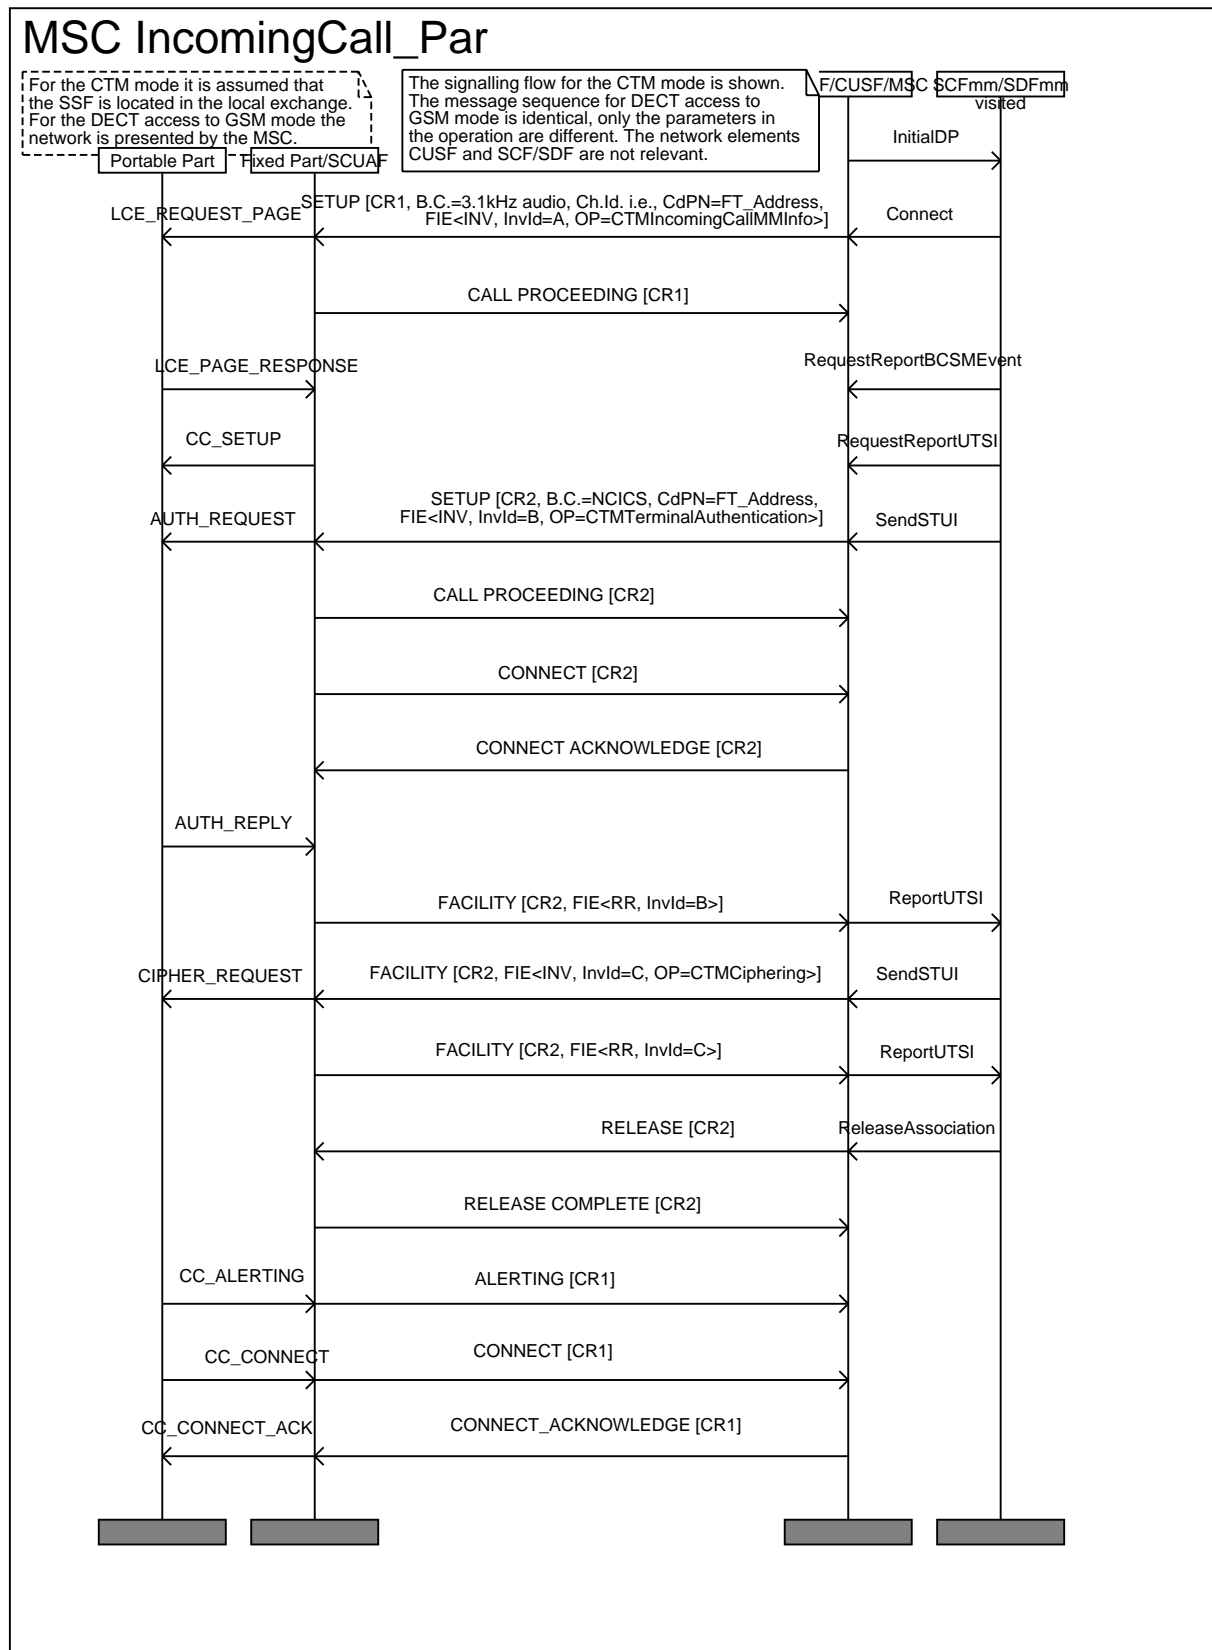 MSC IncomingCall_Par
For the CTM mode it is assumed that
the SSF is located in the local exchange.
For the DECT access to GSM mode the
network is presented by the MSC.
The signalling flow for the CTM mode is shown.
The message sequence for DECT access to
GSM mode is identical, only the parameters in
the operation are different. The network elements
CUSF and SCF/SDF are not relevant.
F/CUSF/MSC
SCFmm/SDFmm
visited
Portable Part
Fixed Part/SCUAF
InitialDP
LCE_REQUEST_PAGE
SETUP [CR1, B.C.=3.1kHz audio, Ch.Id. i.e., CdPN=FT_Address,
FIE<INV, InvId=A, OP=CTMIncomingCallMMInfo>]
Connect
CALL PROCEEDING [CR1]
LCE_PAGE_RESPONSE
RequestReportBCSMEvent
CC_SETUP
RequestReportUTSI
AUTH_REQUEST
SETUP [CR2, B.C.=NCICS, CdPN=FT_Address,
FIE<INV, InvId=B, OP=CTMTerminalAuthentication>]
SendSTUI
CALL PROCEEDING [CR2]
CONNECT [CR2]
CONNECT ACKNOWLEDGE [CR2]
AUTH_REPLY
FACILITY [CR2, FIE<RR, InvId=B>]
ReportUTSI
CIPHER_REQUEST
FACILITY [CR2, FIE<INV, InvId=C, OP=CTMCiphering>]
SendSTUI
FACILITY [CR2, FIE<RR, InvId=C>]
ReportUTSI
RELEASE [CR2]
ReleaseAssociation
RELEASE COMPLETE [CR2]
CC_ALERTING
ALERTING [CR1]
CC_CONNECT
CONNECT [CR1]
CC_CONNECT_ACK
CONNECT_ACKNOWLEDGE [CR1]